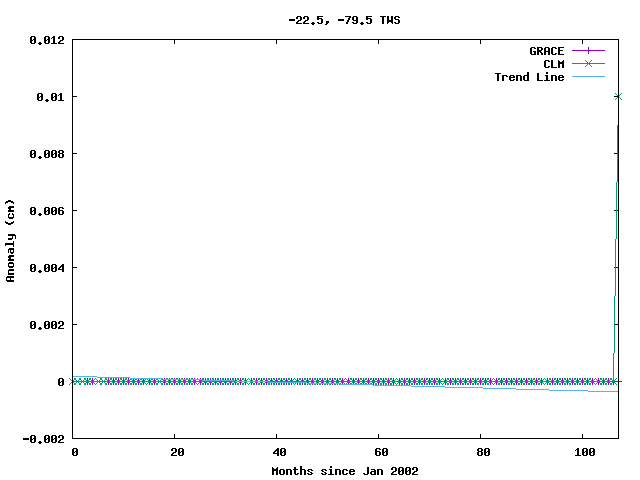 -22.5, -79.5 TWS
0.012
0.01
0.008
0.006
0.004
0.002
0
-0.002
Anomaly (cm)
GRACE
CLM
Trend Line
0 20 40 60 80 100
Months since Jan 2002